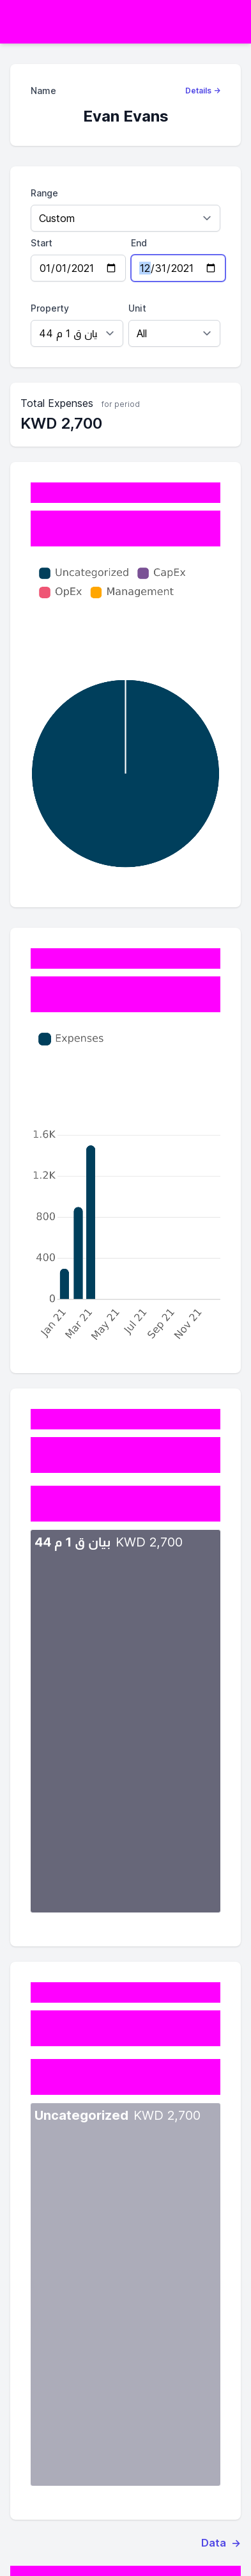 Name
Details →
Evan Evans
Range
Custom
Start
End
01/01/2021
12/31/2021
Property
Unit
بيان ق 1 م 44
All
Total Expenses for period
KWD 2,700
Uncategorized
CapEx
OpEx
Management
Expenses
1.6K
1.2K
800
400
0
Jan 21
Mar 21
May 21
Jul 21
Sep 21
Nov 21
بيان ق 1 م 44 KWD 2,700
Uncategorized KWD 2,700
Data →